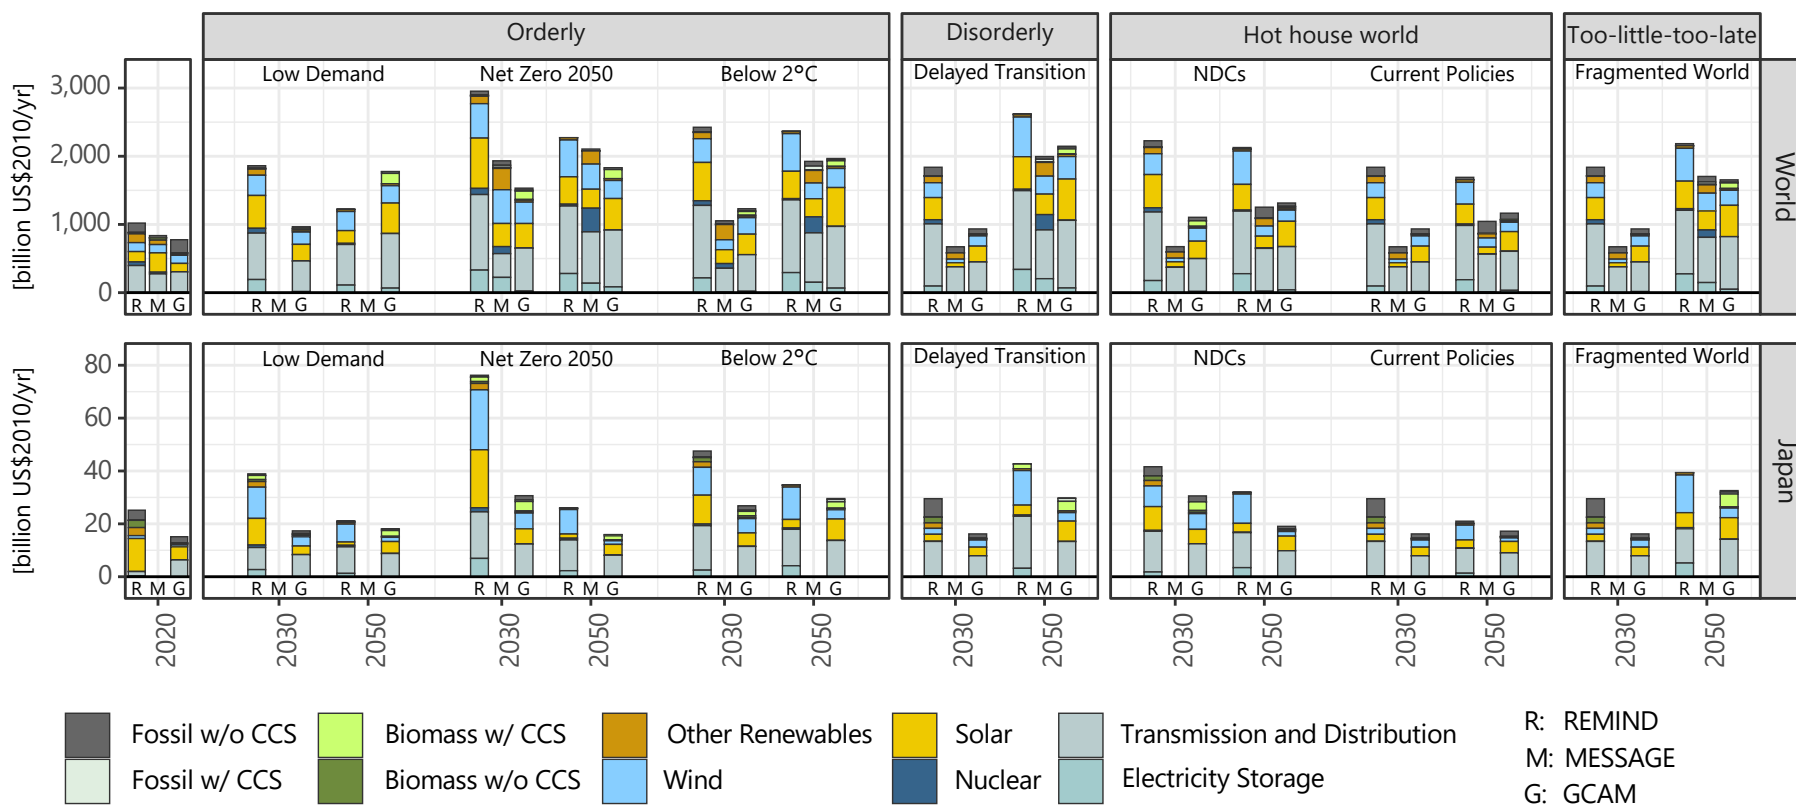 Orderly
Disorderly
Hot house world
Too-little-too-late
[billion US$2010/yr]
3,000
2,000
1,000
0
Low Demand
Net Zero 2050
Below 2°C
Delayed Transition
NDCs
Current Policies
Fragmented World
World
R M G
R M G R M G
R M G R M G
R M G R M G
R M G R M G
R M G R M G
R M G R M G
R M G R M G
[billion US$2010/yr]
80
60
40
20
0
Low Demand
Net Zero 2050
Below 2°C
Delayed Transition
NDCs
Current Policies
Fragmented World
Japan
R M G
R M G R M G
R M G R M G
R M G R M G
R M G R M G
R M G R M G
R M G R M G
R M G R M G
2020
2030 2050
2030 2050
2030 2050
2030 2050
2030 2050
2030 2050
2030 2050
Fossil w/o CCS
Biomass w/ CCS
Other Renewables
Solar
Transmission and Distribution
Fossil w/ CCS
Biomass w/o CCS
Wind
Nuclear
Electricity Storage
R: REMIND
M: MESSAGE
G: GCAM